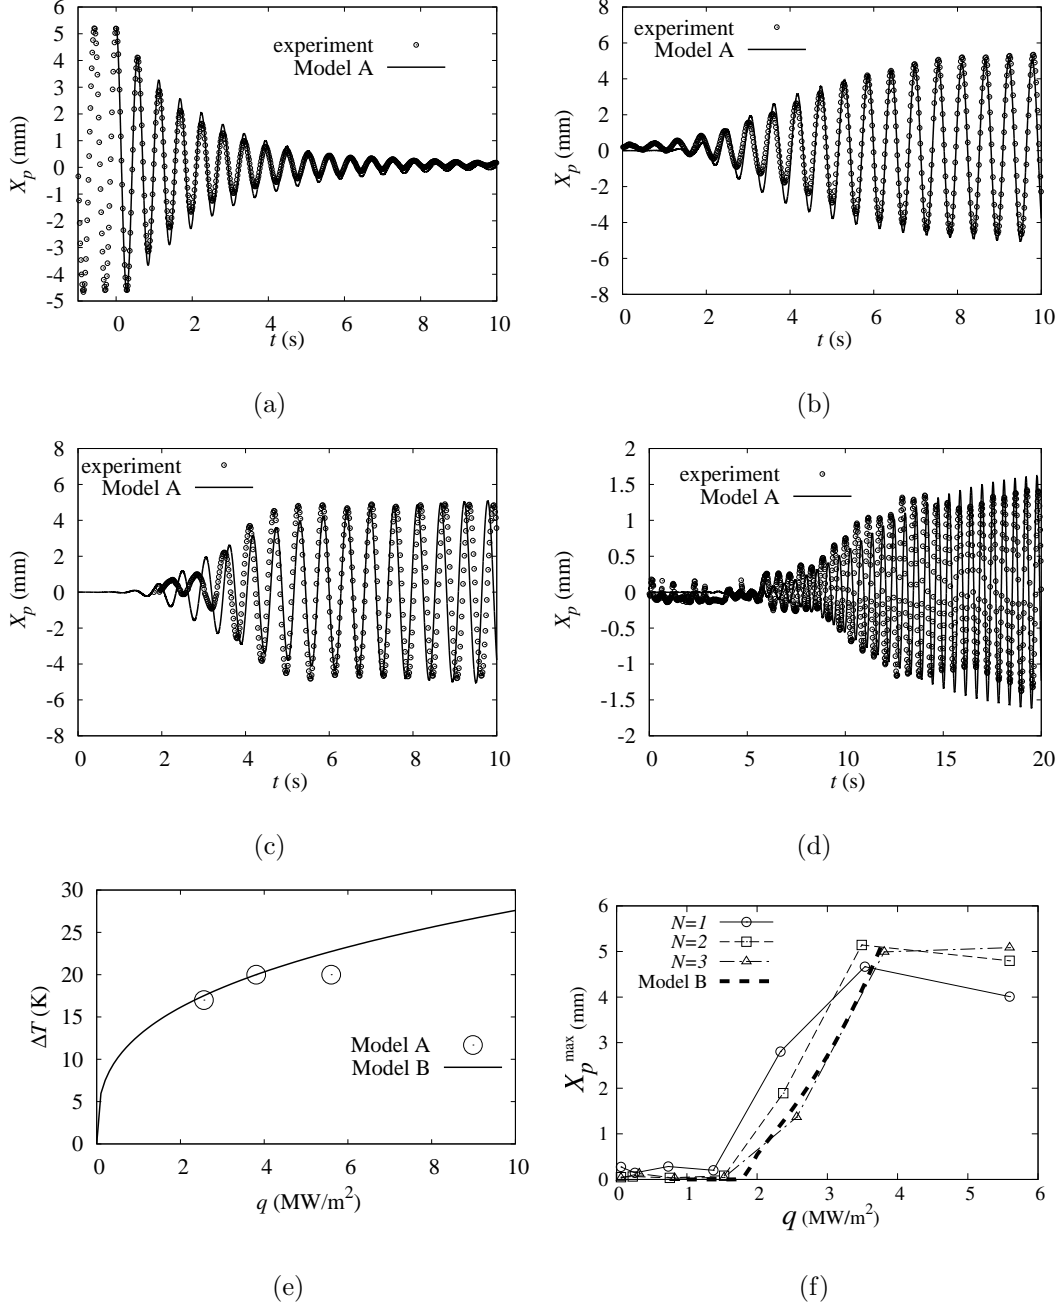 6
5
4
3
2
1
0
-1
-2
-3
-4
-5
X_p (mm)
experiment
Model A
0 2 4 6 8 10
t (s)
(a)
8
6
4
2
0
-2
-4
-6
-8
X_p (mm)
experiment
Model A
0 2 4 6 8 10
t (s)
(b)
8
6
4
2
0
-2
-4
-6
-8
X_p (mm)
experiment
Model A
0 2 4 6 8 10
t (s)
(c)
2
1.5
1
0.5
0
-0.5
-1
-1.5
-2
X_p (mm)
experiment
Model A
0 5 10 15 20
t (s)
(d)
30
25
20
15
10
5
0
ΔT (K)
Model A
Model B
0 2 4 6 8 10
q (MW/m²)
(e)
6
5
4
3
2
1
0
X_p^max (mm)
N=1
N=2
N=3
Model B
0 1 2 3 4 5 6
q (MW/m²)
(f)